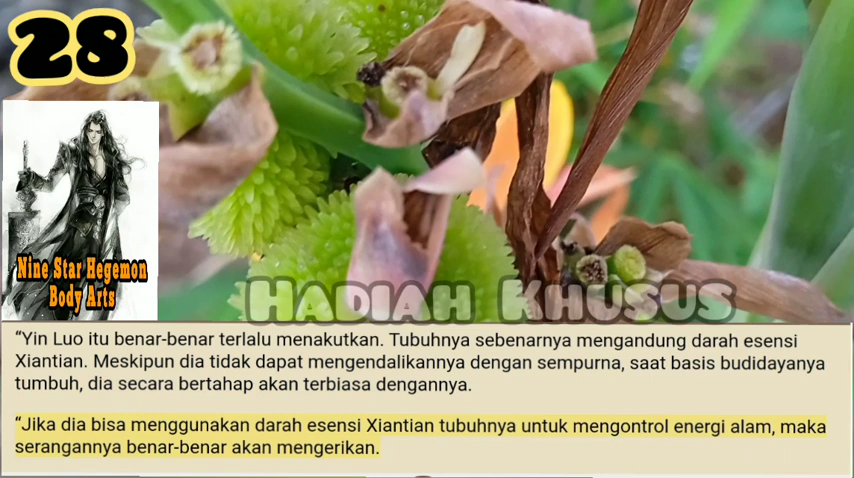 28
Nine Star Hegemon
Body Arts
HADIAH KHUSUS
“Yin Luo itu benar-benar terlalu menakutkan. Tubuhnya sebenarnya mengandung darah esensi
Xiantian. Meskipun dia tidak dapat mengendalikannya dengan sempurna, saat basis budidayanya
tumbuh, dia secara bertahap akan terbiasa dengannya.
“Jika dia bisa menggunakan darah esensi Xiantian tubuhnya untuk mengontrol energi alam, maka
serangannya benar-benar akan mengerikan.